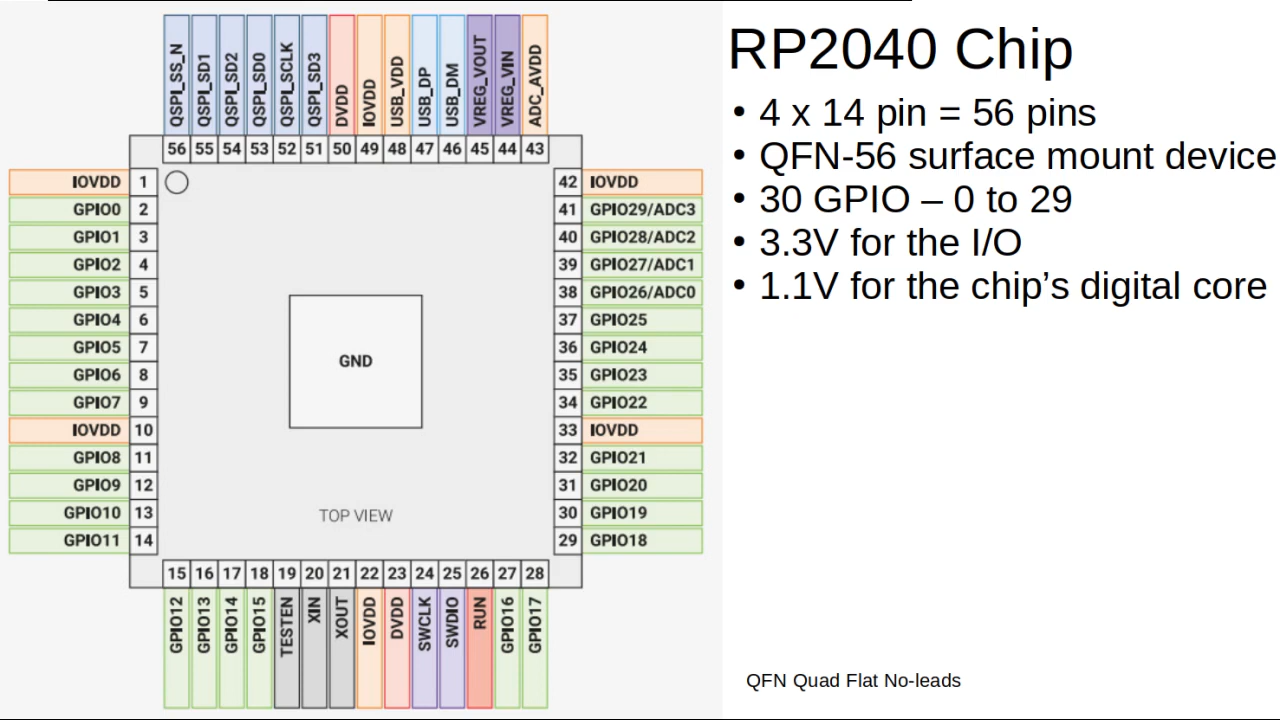 QSPI_SS_N
QSPI_SD1
QSPI_SD2
QSPI_SD0
QSPI_SCLK
QSPI_SD3
DVDD
IOVDD
USB_VDD
USB_DP
USB_DM
VREG_VOUT
VREG_VIN
ADC_AVDD
56 55 54 53 52 51 50 49 48 47 46 45 44 43
IOVDD 1
GPIO0 2
GPIO1 3
GPIO2 4
GPIO3 5
GPIO4 6
GPIO5 7
GPIO6 8
GPIO7 9
IOVDD 10
GPIO8 11
GPIO9 12
GPIO10 13
GPIO11 14
GND
TOP VIEW
42 IOVDD
41 GPIO29/ADC3
40 GPIO28/ADC2
39 GPIO27/ADC1
38 GPIO26/ADC0
37 GPIO25
36 GPIO24
35 GPIO23
34 GPIO22
33 IOVDD
32 GPIO21
31 GPIO20
30 GPIO19
29 GPIO18
15 16 17 18 19 20 21 22 23 24 25 26 27 28
GPIO12
GPIO13
GPIO14
GPIO15
TESTEN
XIN
XOUT
IOVDD
DVDD
SWCLK
SWDIO
RUN
GPIO16
GPIO17
RP2040 Chip
• 4 x 14 pin = 56 pins
• QFN-56 surface mount device
• 30 GPIO – 0 to 29
• 3.3V for the I/O
• 1.1V for the chip’s digital core
QFN Quad Flat No-leads